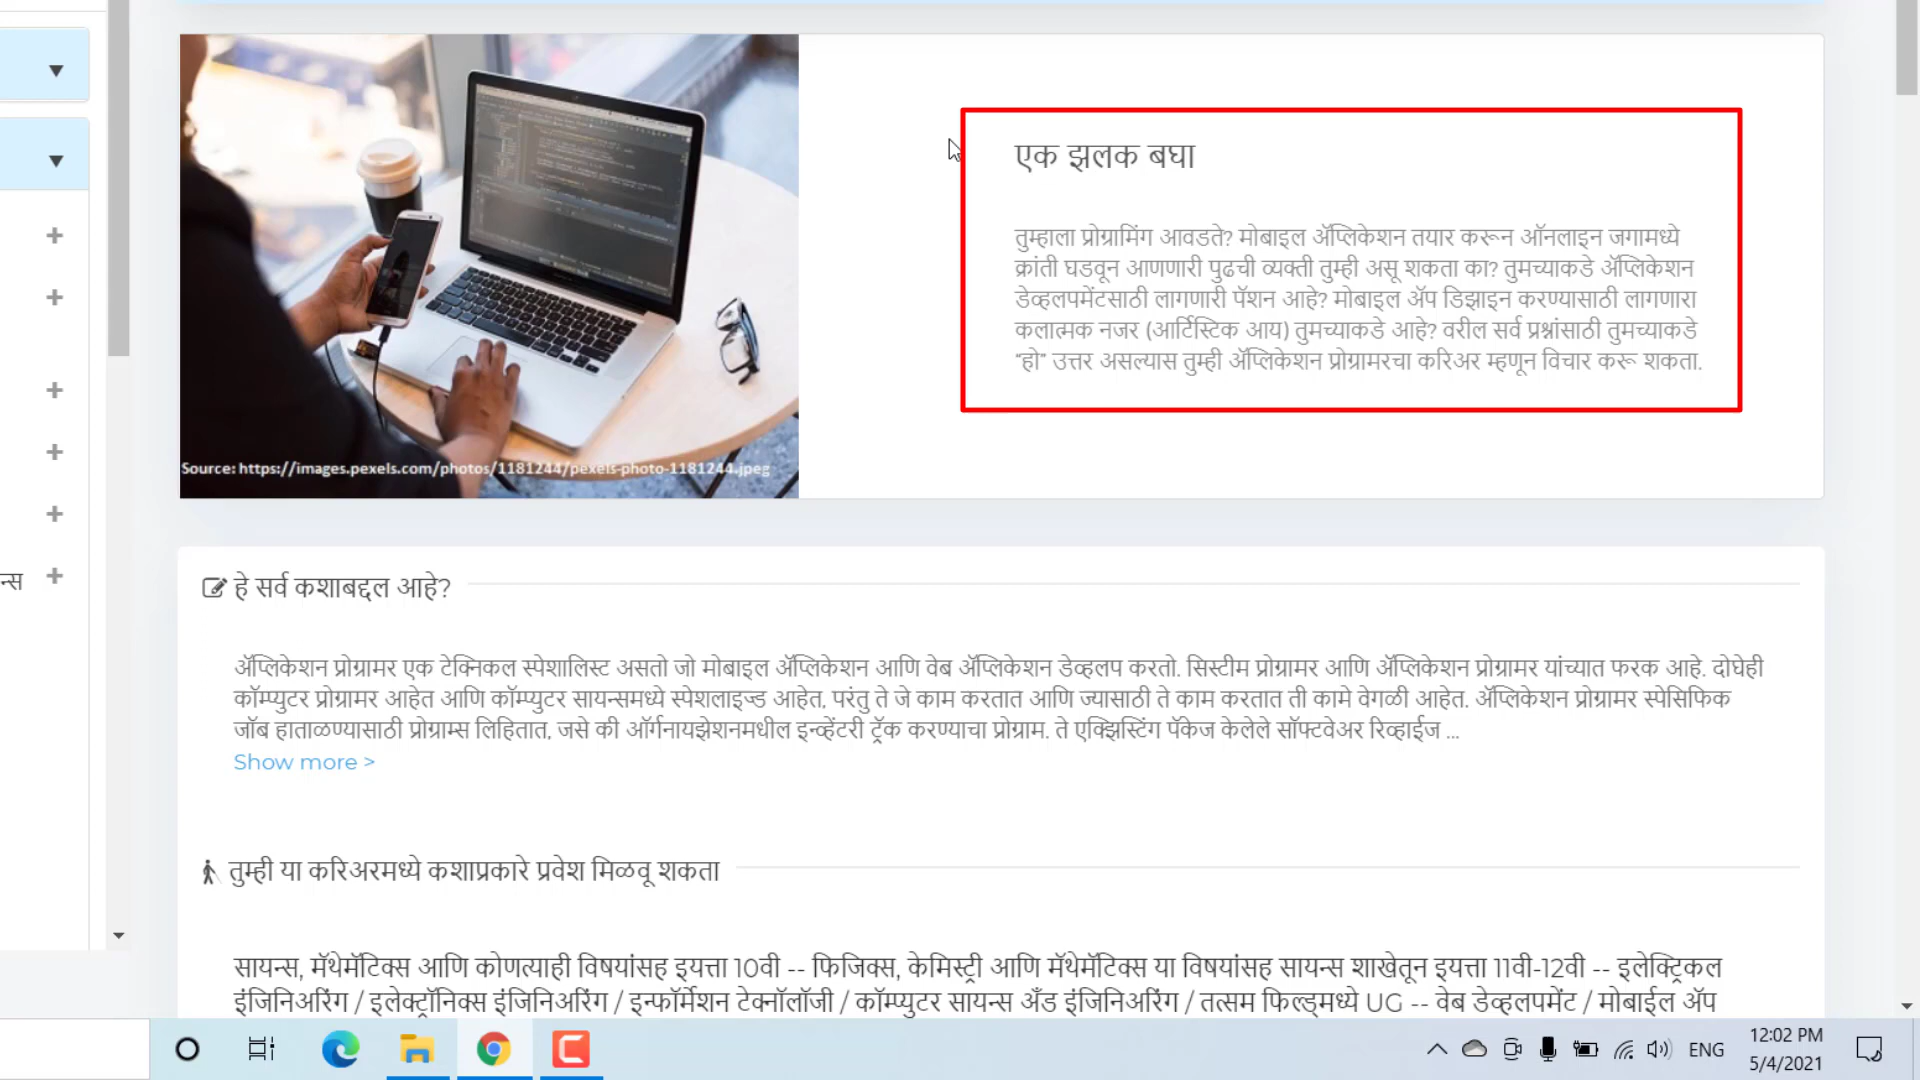 एक झलक बघा
तुम्हाला प्रोग्रामिंग आवडते? मोबाइल ॲप्लिकेशन तयार करून ऑनलाइन जगामध्ये
क्रांती घडवून आणणारी पुढची व्यक्ती तुम्ही असू शकता का? तुमच्याकडे ॲप्लिकेशन
डेव्हलपमेंटसाठी लागणारी पॅशन आहे? मोबाइल ॲप डिझाइन करण्यासाठी लागणारा
कलात्मक नजर (आर्टिस्टिक आय) तुमच्याकडे आहे? वरील सर्व प्रश्नांसाठी तुमच्याकडे
“हो” उत्तर असल्यास तुम्ही ॲप्लिकेशन प्रोग्रामरचा करिअर म्हणून विचार करू शकता.
Source: https://images.pexels.com/photos/1181244/pexels-photo-1181244.jpeg
हे सर्व कशाबद्दल आहे?
न्स
ॲप्लिकेशन प्रोग्रामर एक टेक्निकल स्पेशालिस्ट असतो जो मोबाइल ॲप्लिकेशन आणि वेब ॲप्लिकेशन डेव्हलप करतो. सिस्टीम प्रोग्रामर आणि ॲप्लिकेशन प्रोग्रामर यांच्यात फरक आहे. दोघेही
कॉम्प्युटर प्रोग्रामर आहेत आणि कॉम्प्युटर सायन्समध्ये स्पेशलाइज्ड आहेत, परंतु ते जे काम करतात आणि ज्यासाठी ते काम करतात ती कामे वेगळी आहेत. ॲप्लिकेशन प्रोग्रामर स्पेसिफिक
जॉब हाताळण्यासाठी प्रोग्राम्स लिहितात, जसे की ऑर्गनायझेशनमधील इन्व्हेंटरी ट्रॅक करण्याचा प्रोग्राम. ते एक्झिस्टिंग पॅकेज केलेले सॉफ्टवेअर रिव्हाईज ...
Show more >
तुम्ही या करिअरमध्ये कशाप्रकारे प्रवेश मिळवू शकता
सायन्स, मॅथेमॅटिक्स आणि कोणत्याही विषयांसह इयत्ता 10वी -- फिजिक्स, केमिस्ट्री आणि मॅथेमॅटिक्स या विषयांसह सायन्स शाखेतून इयत्ता 11वी-12वी -- इलेक्ट्रिकल
इंजिनिअरिंग / इलेक्ट्रॉनिक्स इंजिनिअरिंग / इन्फॉर्मेशन टेक्नॉलॉजी / कॉम्प्युटर सायन्स अँड इंजिनिअरिंग / तत्सम फिल्ड्मध्ये UG -- वेब डेव्हलपमेंट / मोबाईल ॲप
ENG
12:02 PM
5/4/2021